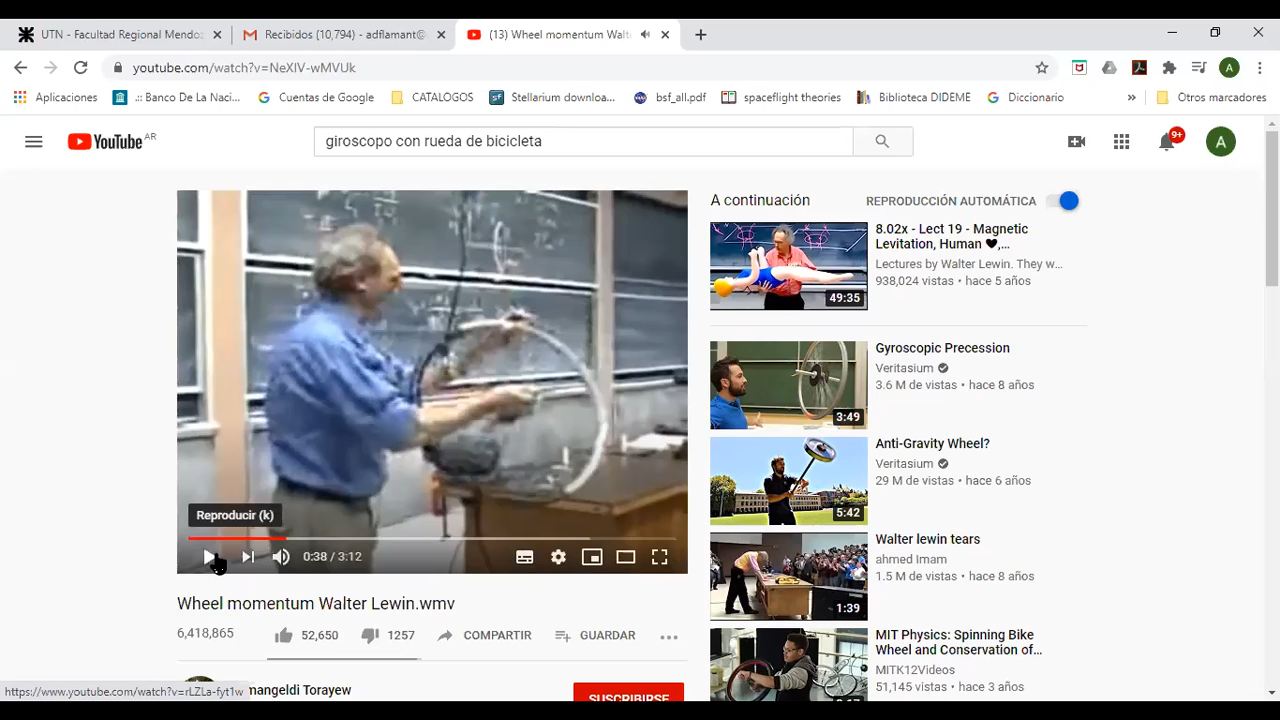 UTN - Facultad Regional Mendoz
Recibidos (10,794) - adflamant@
(13) Wheel momentum Walt
youtube.com/watch?v=NeXIV-wMVUk
Aplicaciones
.:: Banco De La Naci...
Cuentas de Google
CATALOGOS
Stellarium downloa...
bsf_all.pdf
spaceflight theories
Biblioteca DIDEME
Diccionario
»
Otros marcadores
YouTube AR
giroscopo con rueda de bicicleta
9+
A
A continuación
REPRODUCCIÓN AUTOMÁTICA
8.02x - Lect 19 - Magnetic
Levitation, Human ♥,...
Lectures by Walter Lewin. They w...
938,024 vistas • hace 5 años
49:35
Gyroscopic Precession
Veritasium
3.6 M de vistas • hace 8 años
3:49
Anti-Gravity Wheel?
Veritasium
29 M de vistas • hace 6 años
5:42
Walter lewin tears
ahmed Imam
1.5 M de vistas • hace 8 años
1:39
MIT Physics: Spinning Bike
Wheel and Conservation of...
MITK12Videos
51,145 vistas • hace 3 años
Reproducir (k)
0:38 / 3:12
Wheel momentum Walter Lewin.wmv
6,418,865
52,650
1257
COMPARTIR
GUARDAR
mangeldi Torayew
SUSCRIBIRSE
https://www.youtube.com/watch?v=rLZLa-fyt1w